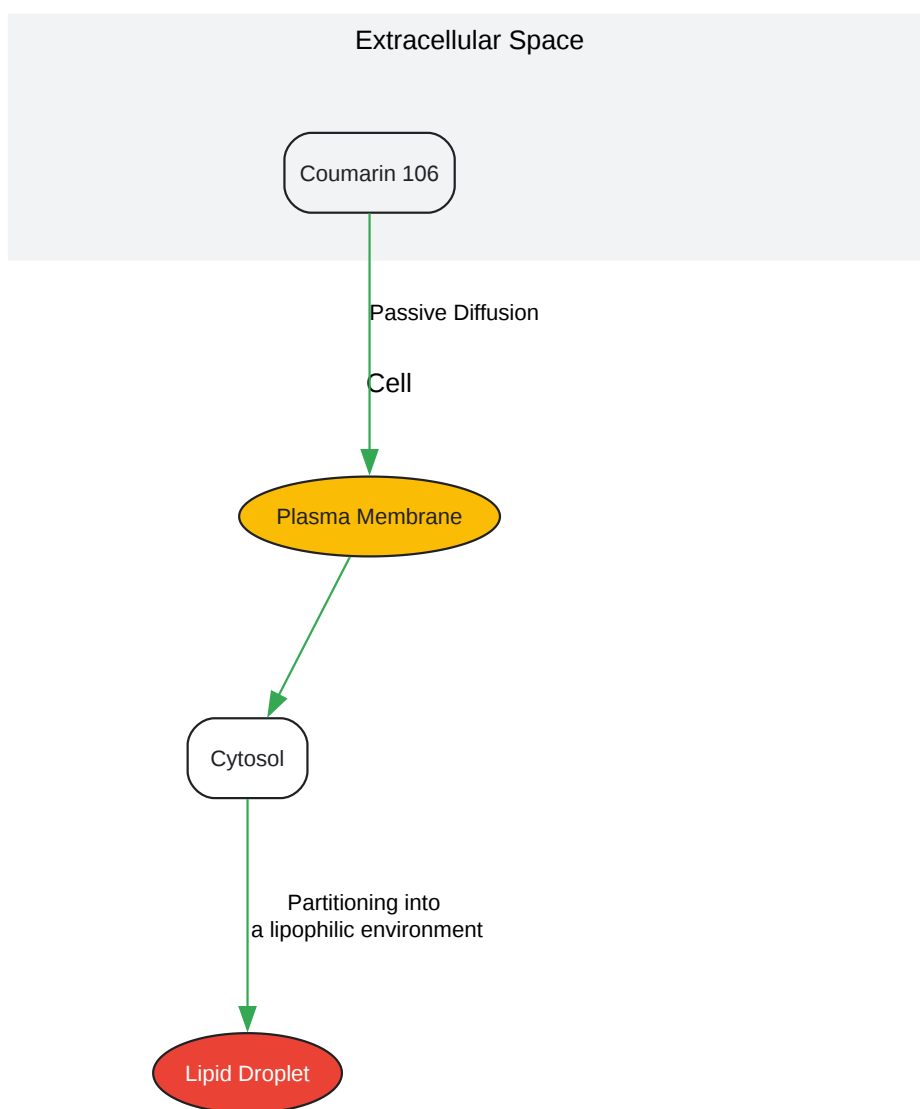 Extracellular Space
Coumarin 106
Passive Diffusion
Cell
Plasma Membrane
Cytosol
Partitioning into
a lipophilic environment
Lipid Droplet